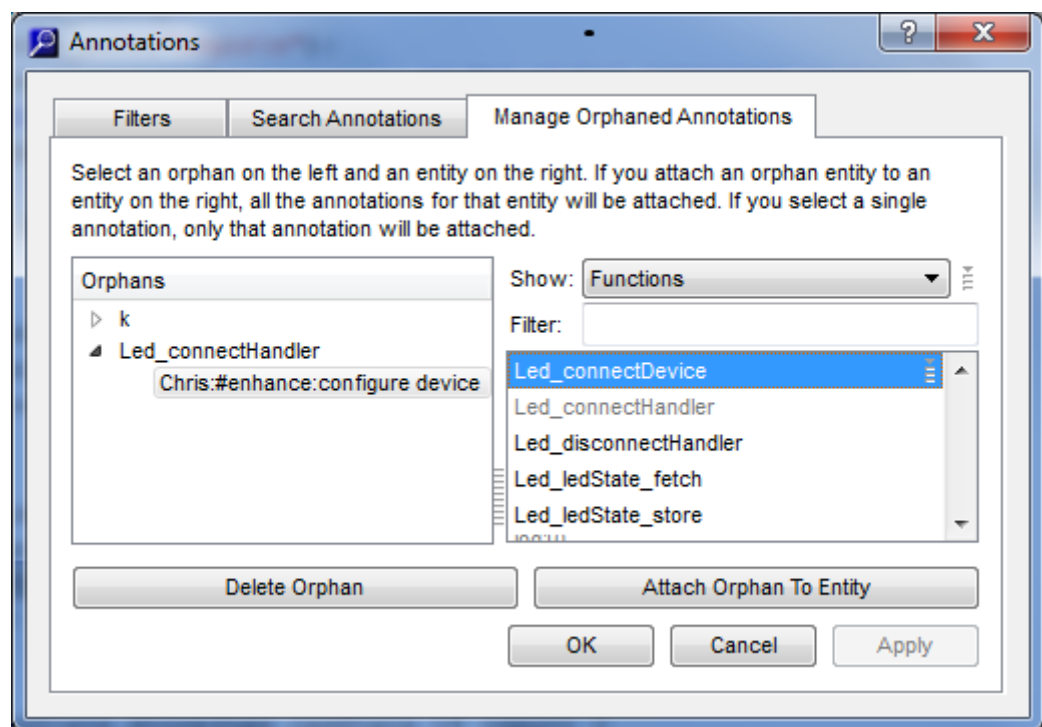 Annotations
Filters
Search Annotations
Manage Orphaned Annotations
Select an orphan on the left and an entity on the right. If you attach an orphan entity to an
entity on the right, all the annotations for that entity will be attached. If you select a single
annotation, only that annotation will be attached.
Orphans
k
Led_connectHandler
Chris:#enhance:configure device
Show: Functions
Filter:
Led_connectDevice
Led_connectHandler
Led_disconnectHandler
Led_ledState_fetch
Led_ledState_store
Delete Orphan
Attach Orphan To Entity
OK
Cancel
Apply